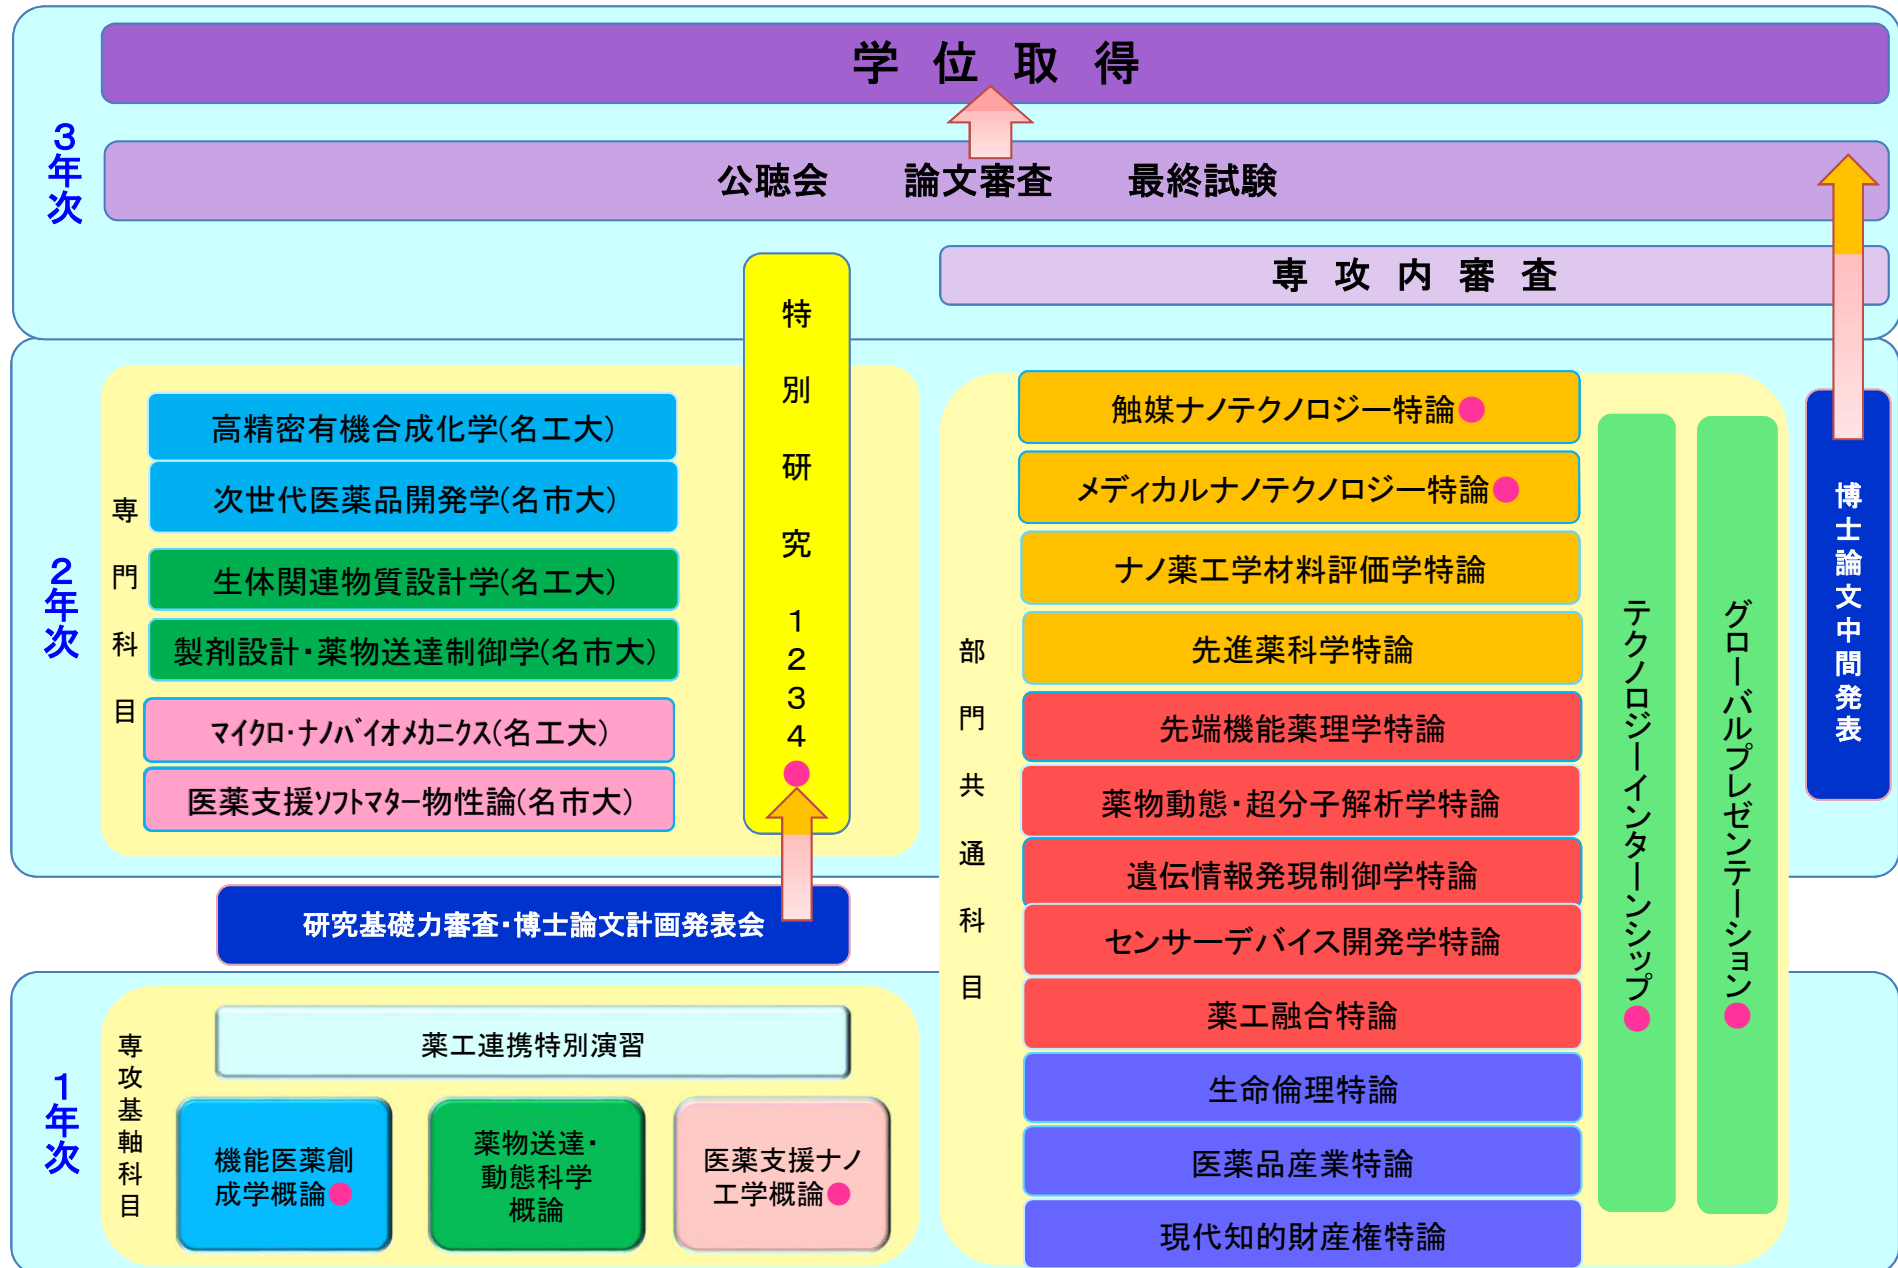 学位取得
3年次
公聴会 論文審査 最終試験
専攻内審査
特別研究1234●
2年次
専門科目
高精密有機合成化学(名工大)
次世代医薬品開発学(名市大)
生体関連物質設計学(名工大)
製剤設計・薬物送達制御学(名市大)
マイクロ・ナノバイオメカニクス(名工大)
医薬支援ソフトマター物性論(名市大)
部門共通科目
触媒ナノテクノロジー特論●
メディカルナノテクノロジー特論●
ナノ薬工学材料評価学特論
先進薬科学特論
先端機能薬理学特論
薬物動態・超分子解析学特論
遺伝情報発現制御学特論
センサーデバイス開発学特論
薬工融合特論
生命倫理特論
医薬品産業特論
現代知的財産権特論
テクノロジーインターンシップ●
グローバルプレゼンテーション●
博士論文中間発表
研究基礎力審査・博士論文計画発表会
1年次
専攻基軸科目
薬工連携特別演習
機能医薬創
成学概論●
薬物送達・
動態科学
概論
医薬支援ナノ
工学概論●